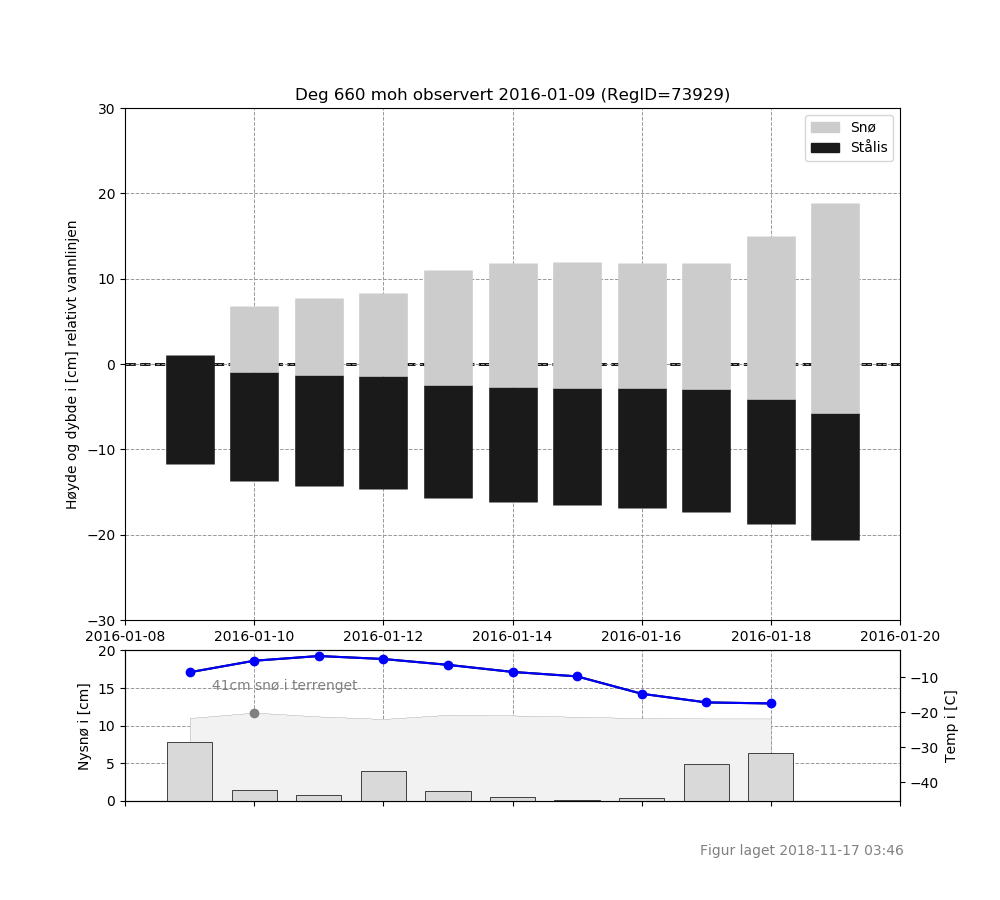 Deg 660 moh observert 2016-01-09 (RegID=73929)
Høyde og dybde i [cm] relativt vannlinjen
30
20
10
0
−10
−20
−30
Snø
Stålis
2016-01-08 2016-01-10 2016-01-12 2016-01-14 2016-01-16 2016-01-18 2016-01-20
Nysnø i [cm]
20
15
10
5
0
41cm snø i terrenget
−10
−20
−30
−40
Temp i [C]
Figur laget 2018-11-17 03:46